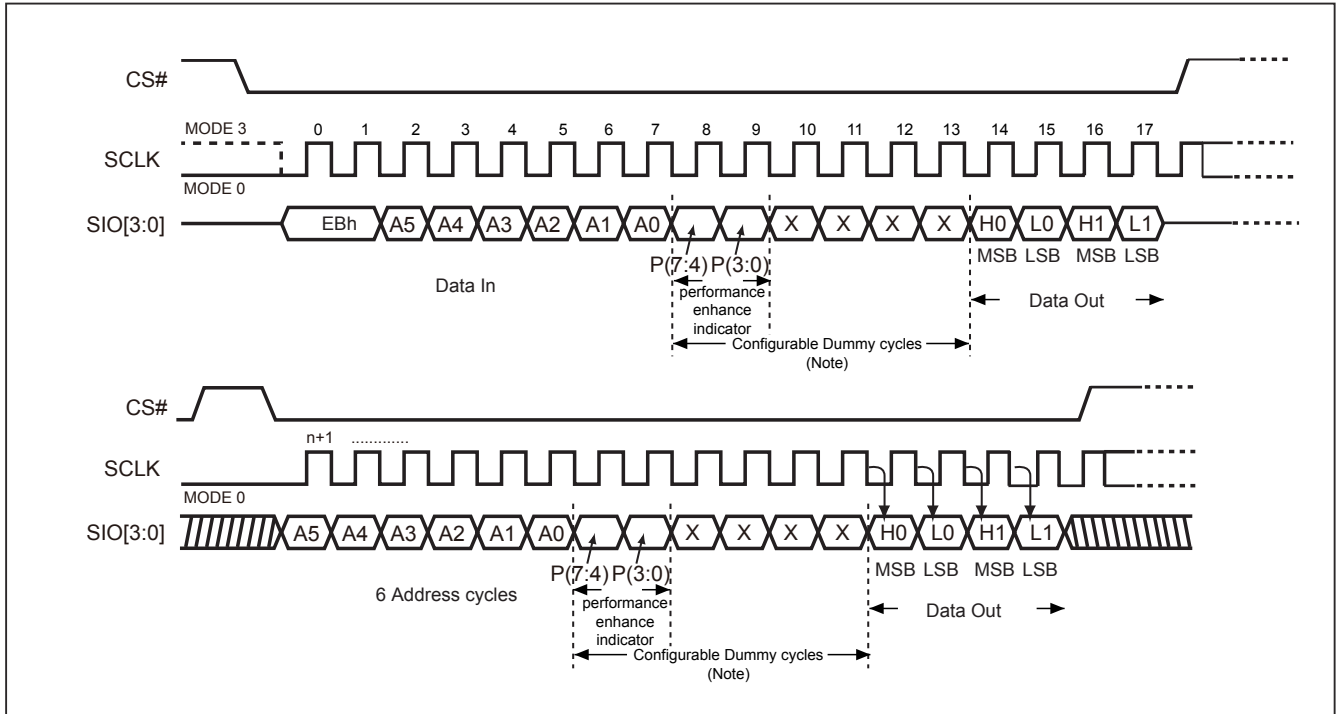 CS#
MODE 3
0 1 2 3 4 5 6 7 8 9 10 11 12 13 14 15 16 17
SCLK
MODE 0
SIO[3:0] EBh A5 A4 A3 A2 A1 A0 X X X X H0 L0 H1 L1
MSB LSB MSB LSB
P(7:4) P(3:0)
Data In
performance
enhance
indicator
Data Out
Configurable Dummy cycles
(Note)
CS#
n+1 .............
SCLK
MODE 0
SIO[3:0] A5 A4 A3 A2 A1 A0 X X X X H0 L0 H1 L1
P(7:4) P(3:0) MSB LSB MSB LSB
6 Address cycles
performance
enhance
indicator
Data Out
Configurable Dummy cycles
(Note)